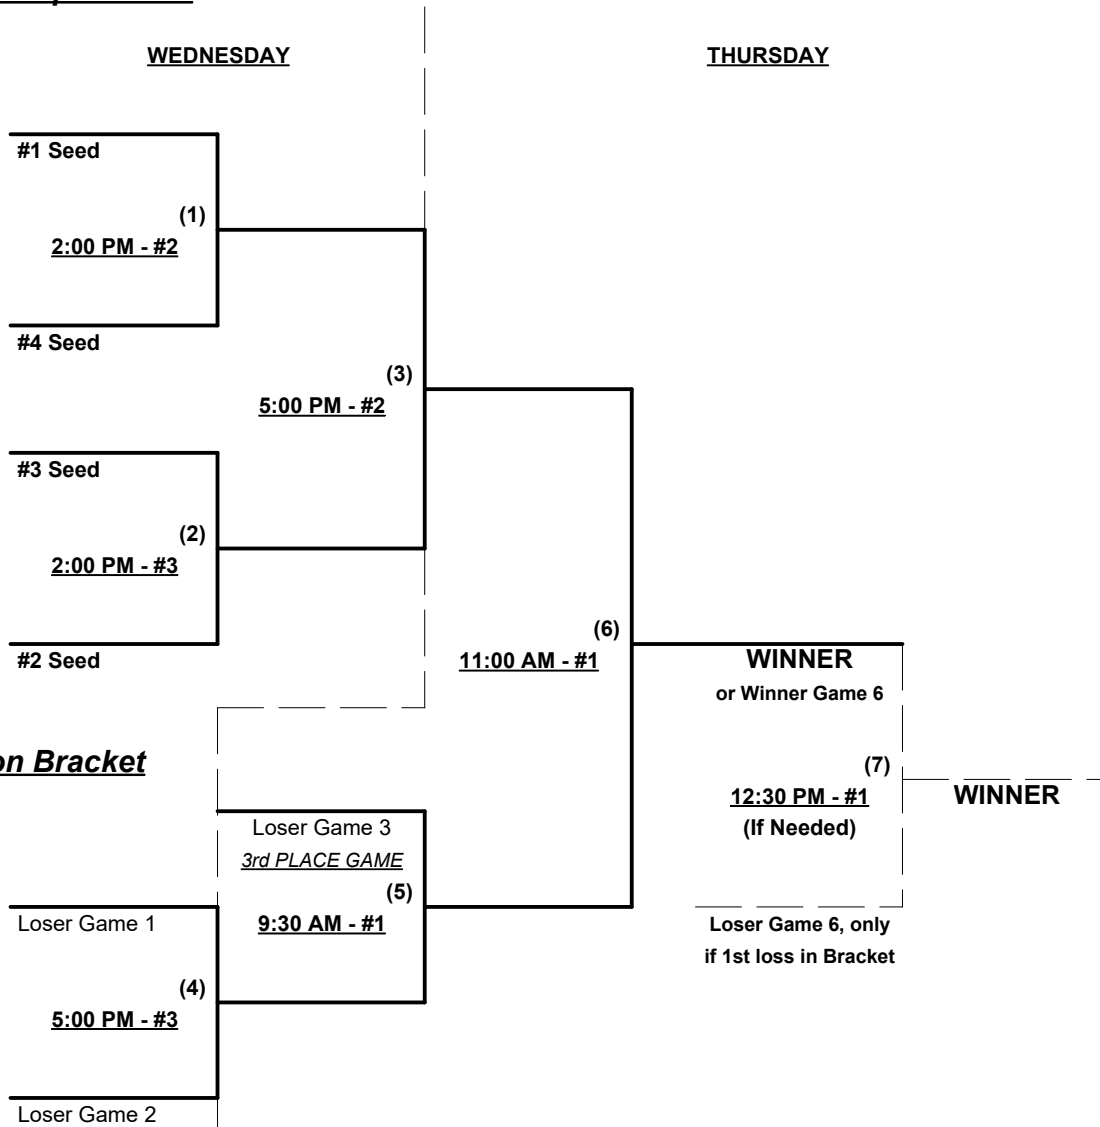 WEDNESDAY
THURSDAY
#1 Seed
(1)
2:00 PM - #2
#4 Seed
(3)
5:00 PM - #2
#3 Seed
(2)
2:00 PM - #3
#2 Seed
(6)
11:00 AM - #1
WINNER
or Winner Game 6
on Bracket
(7)
12:30 PM - #1
(If Needed)
WINNER
Loser Game 3
3rd PLACE GAME
(5)
9:30 AM - #1
Loser Game 1
Loser Game 6, only
if 1st loss in Bracket
(4)
5:00 PM - #3
Loser Game 2